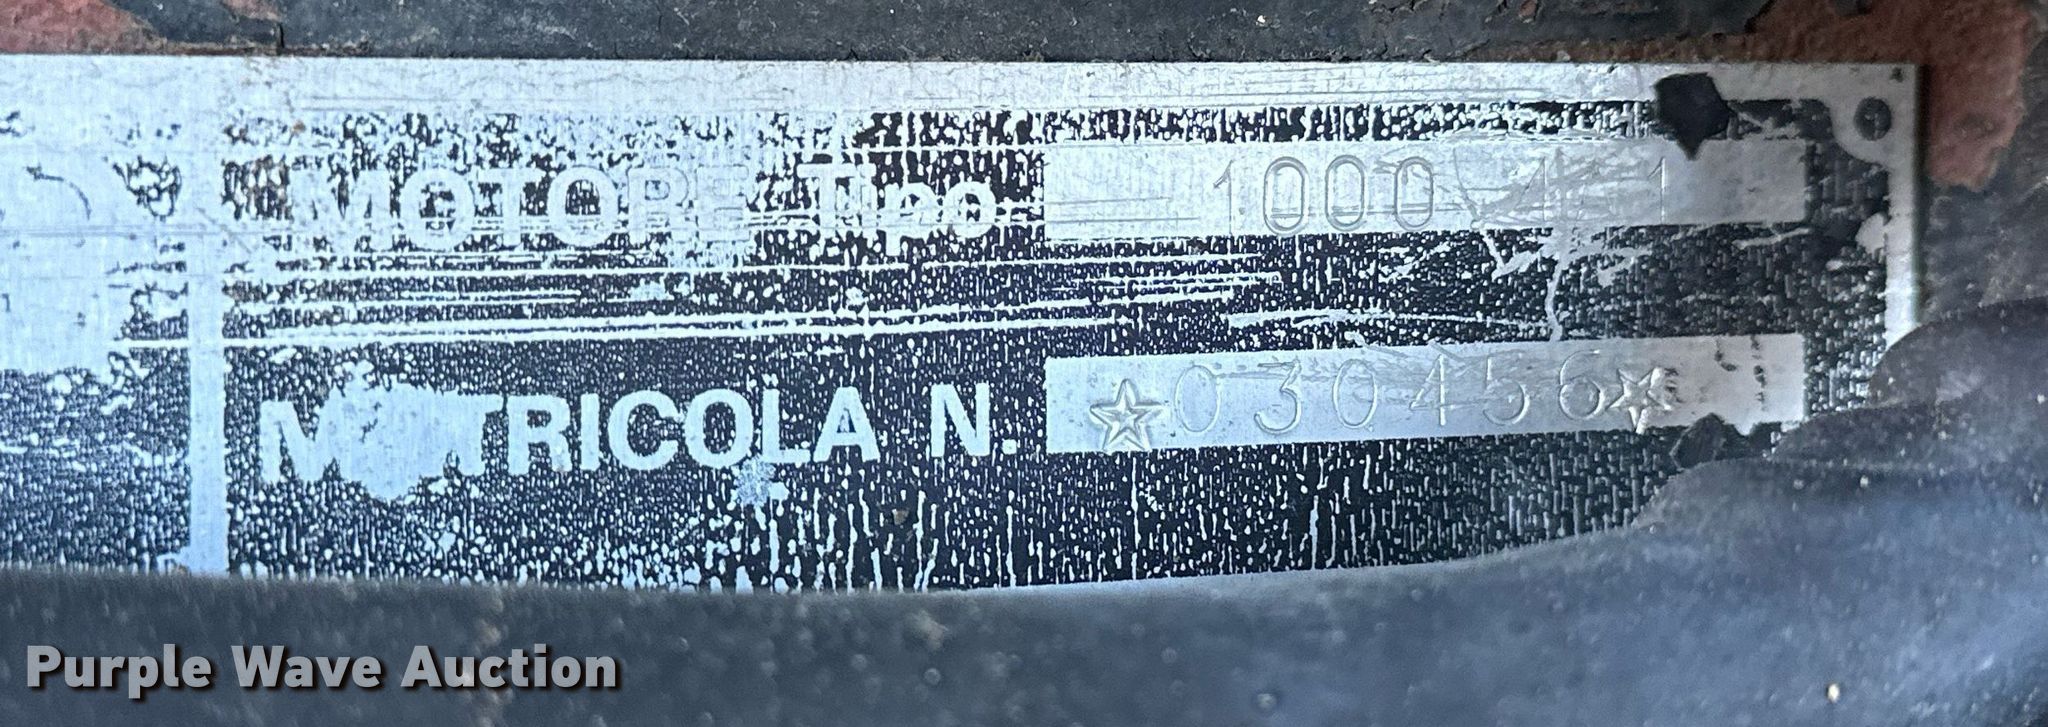 MOTORE Tipo 1000
MATRICOLA N. ☆030456☆
Purple Wave Auction